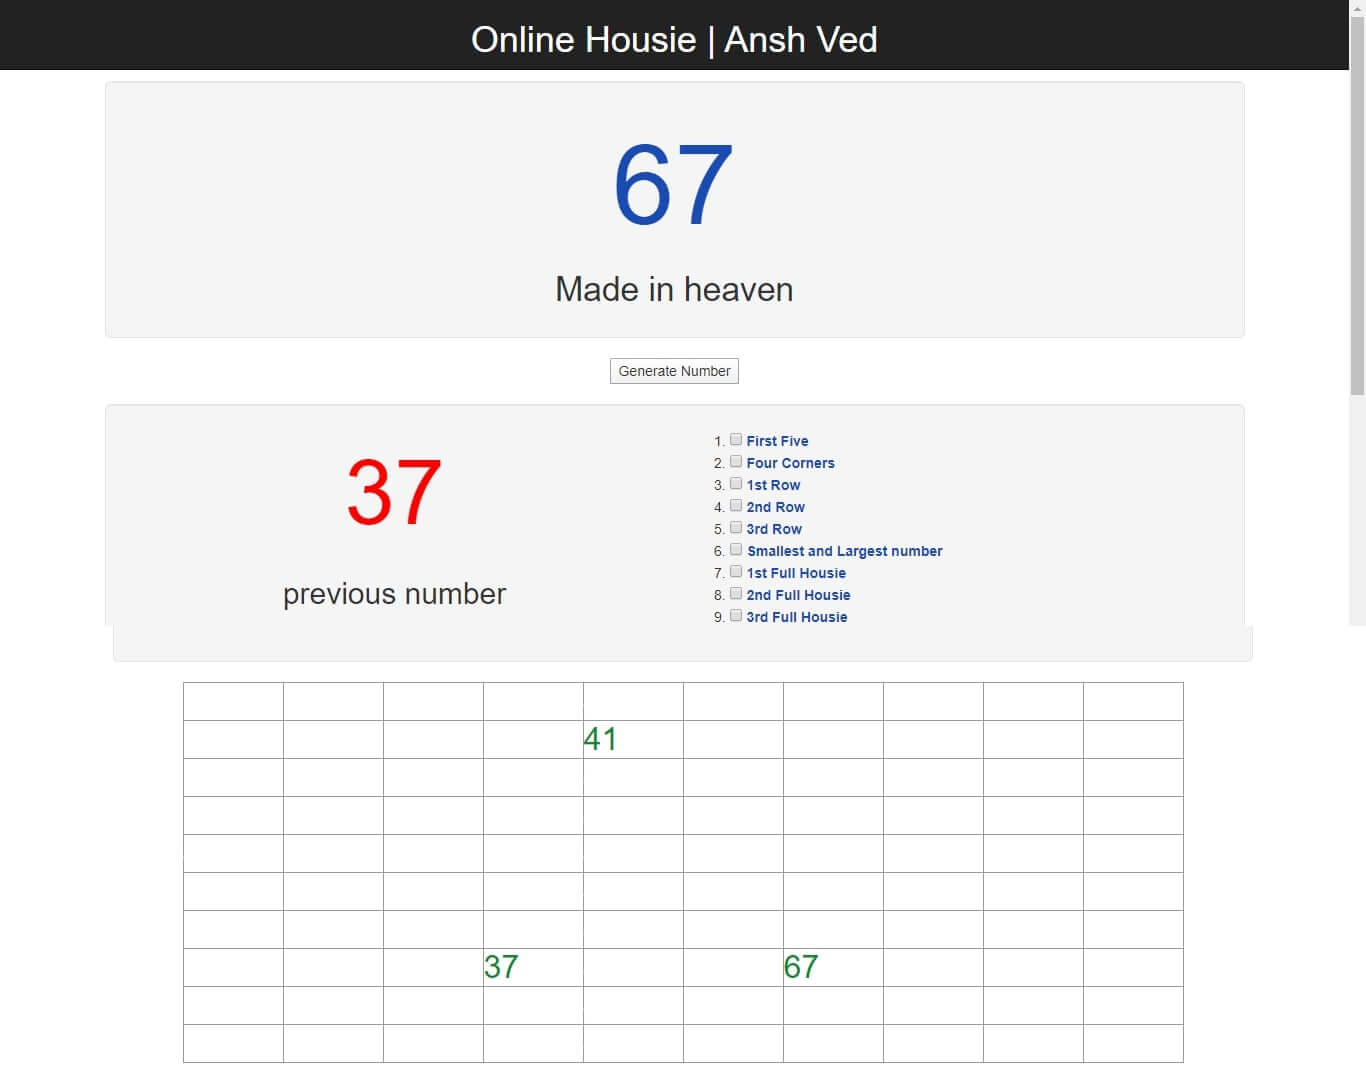 Online Housie | Ansh Ved
67
Made in heaven
Generate Number
37
previous number
1. First Five
2. Four Corners
3. 1st Row
4. 2nd Row
5. 3rd Row
6. Smallest and Largest number
7. 1st Full Housie
8. 2nd Full Housie
9. 3rd Full Housie
41
37 67